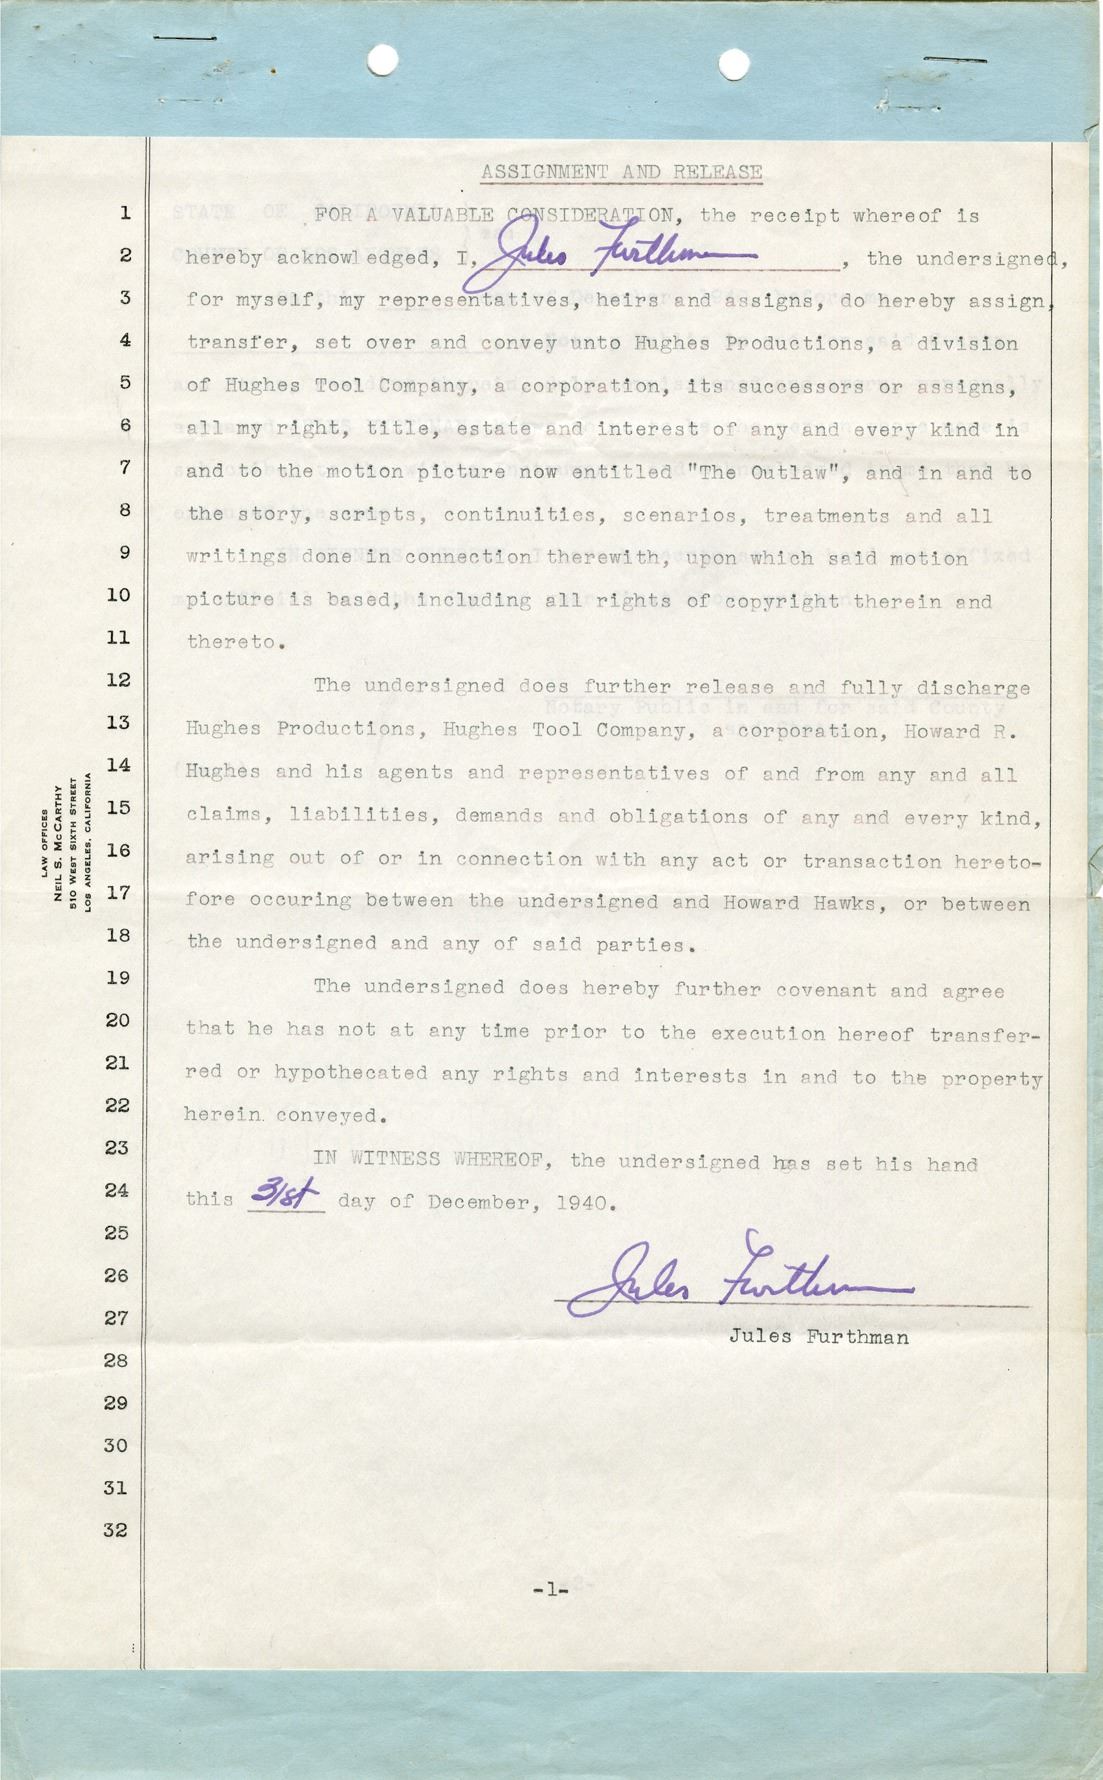 ASSIGNMENT AND RELEASE
1 FOR A VALUABLE CONSIDERATION, the receipt whereof is
2 hereby acknowledged, I, Jules Furthman, the undersigned,
3 for myself, my representatives, heirs and assigns, do hereby assign,
4 transfer, set over and convey unto Hughes Productions, a division
5 of Hughes Tool Company, a corporation, its successors or assigns,
6 all my right, title, estate and interest of any and every kind in
7 and to the motion picture now entitled "The Outlaw", and in and to
8 the story, scripts, continuities, scenarios, treatments and all
9 writings done in connection therewith, upon which said motion
10 picture is based, including all rights of copyright therein and
11 thereto.
12 The undersigned does further release and fully discharge
13 Hughes Productions, Hughes Tool Company, a corporation, Howard R.
14 Hughes and his agents and representatives of and from any and all
15 claims, liabilities, demands and obligations of any and every kind,
16 arising out of or in connection with any act or transaction hereto-
17 fore occuring between the undersigned and Howard Hawks, or between
18 the undersigned and any of said parties.
19 The undersigned does hereby further covenant and agree
20 that he has not at any time prior to the execution hereof transfer-
21 red or hypothecated any rights and interests in and to the property
22 herein conveyed.
23 IN WITNESS WHEREOF, the undersigned has set his hand
24 this 31st day of December, 1940.
25
26 Jules Furthman
27
Jules Furthman
28
29
30
31
32
-1-
LAW OFFICES
NEIL S. McCARTHY
510 WEST SIXTH STREET
LOS ANGELES, CALIFORNIA